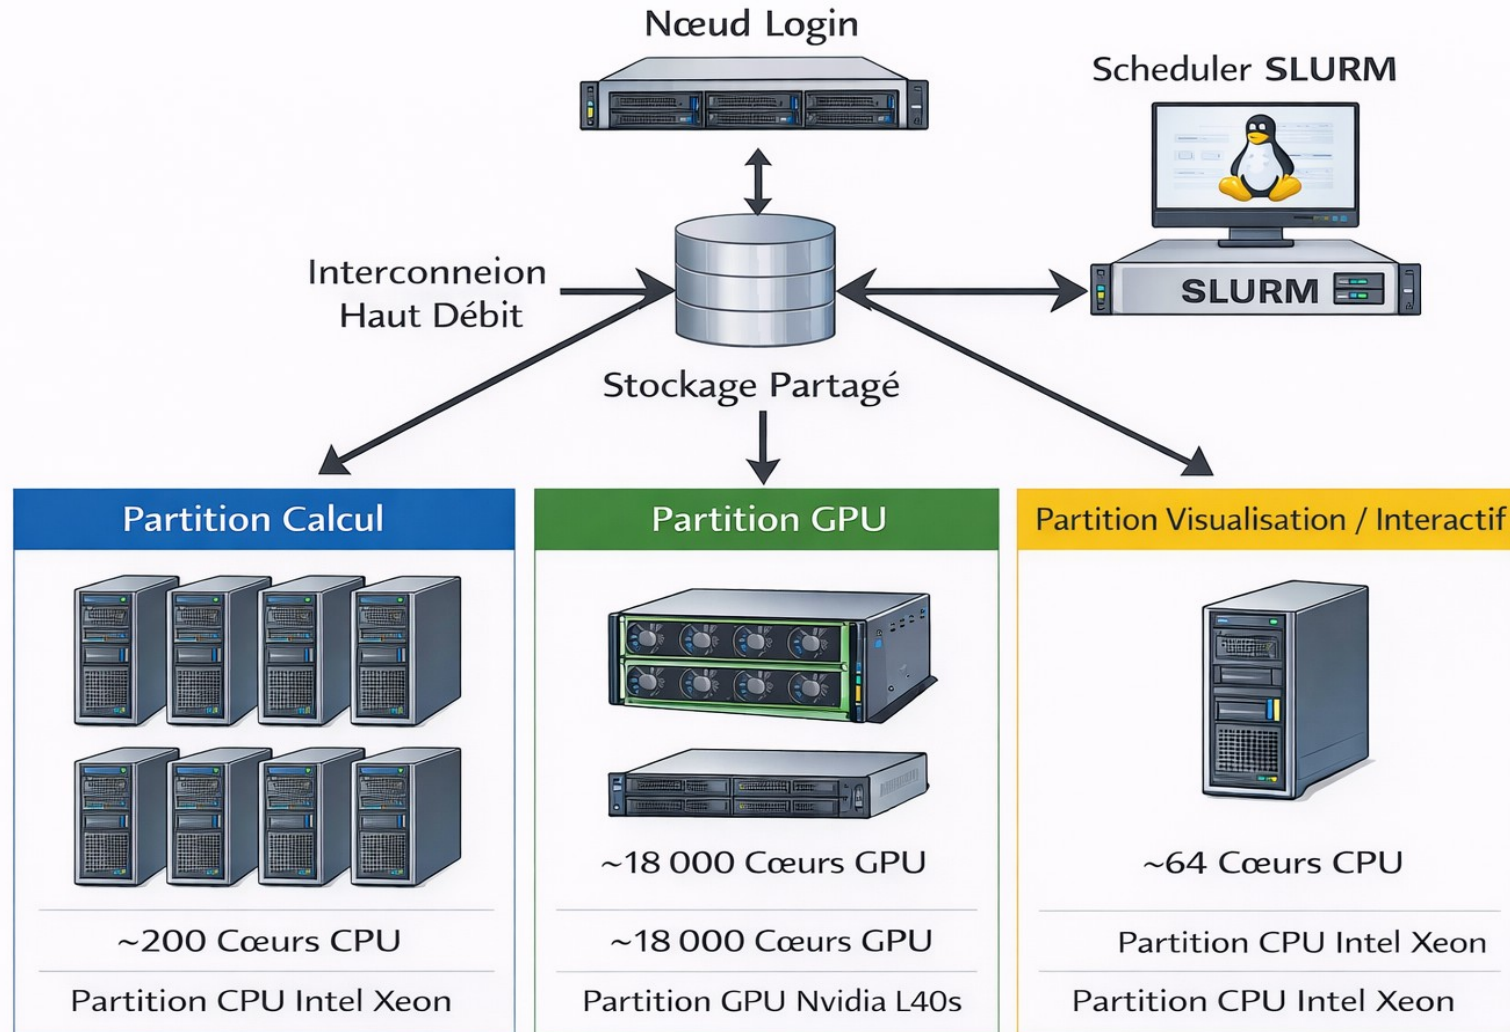 Nœud Login
Scheduler SLURM
SLURM
Interconneion
Haut Débit
Stockage Partagé
Partition Calcul
~200 Cœurs CPU
Partition CPU Intel Xeon
Partition GPU
~18 000 Cœurs GPU
~18 000 Cœurs GPU
Partition GPU Nvidia L40s
Partition Visualisation / Interactif
~64 Cœurs CPU
Partition CPU Intel Xeon
Partition CPU Intel Xeon